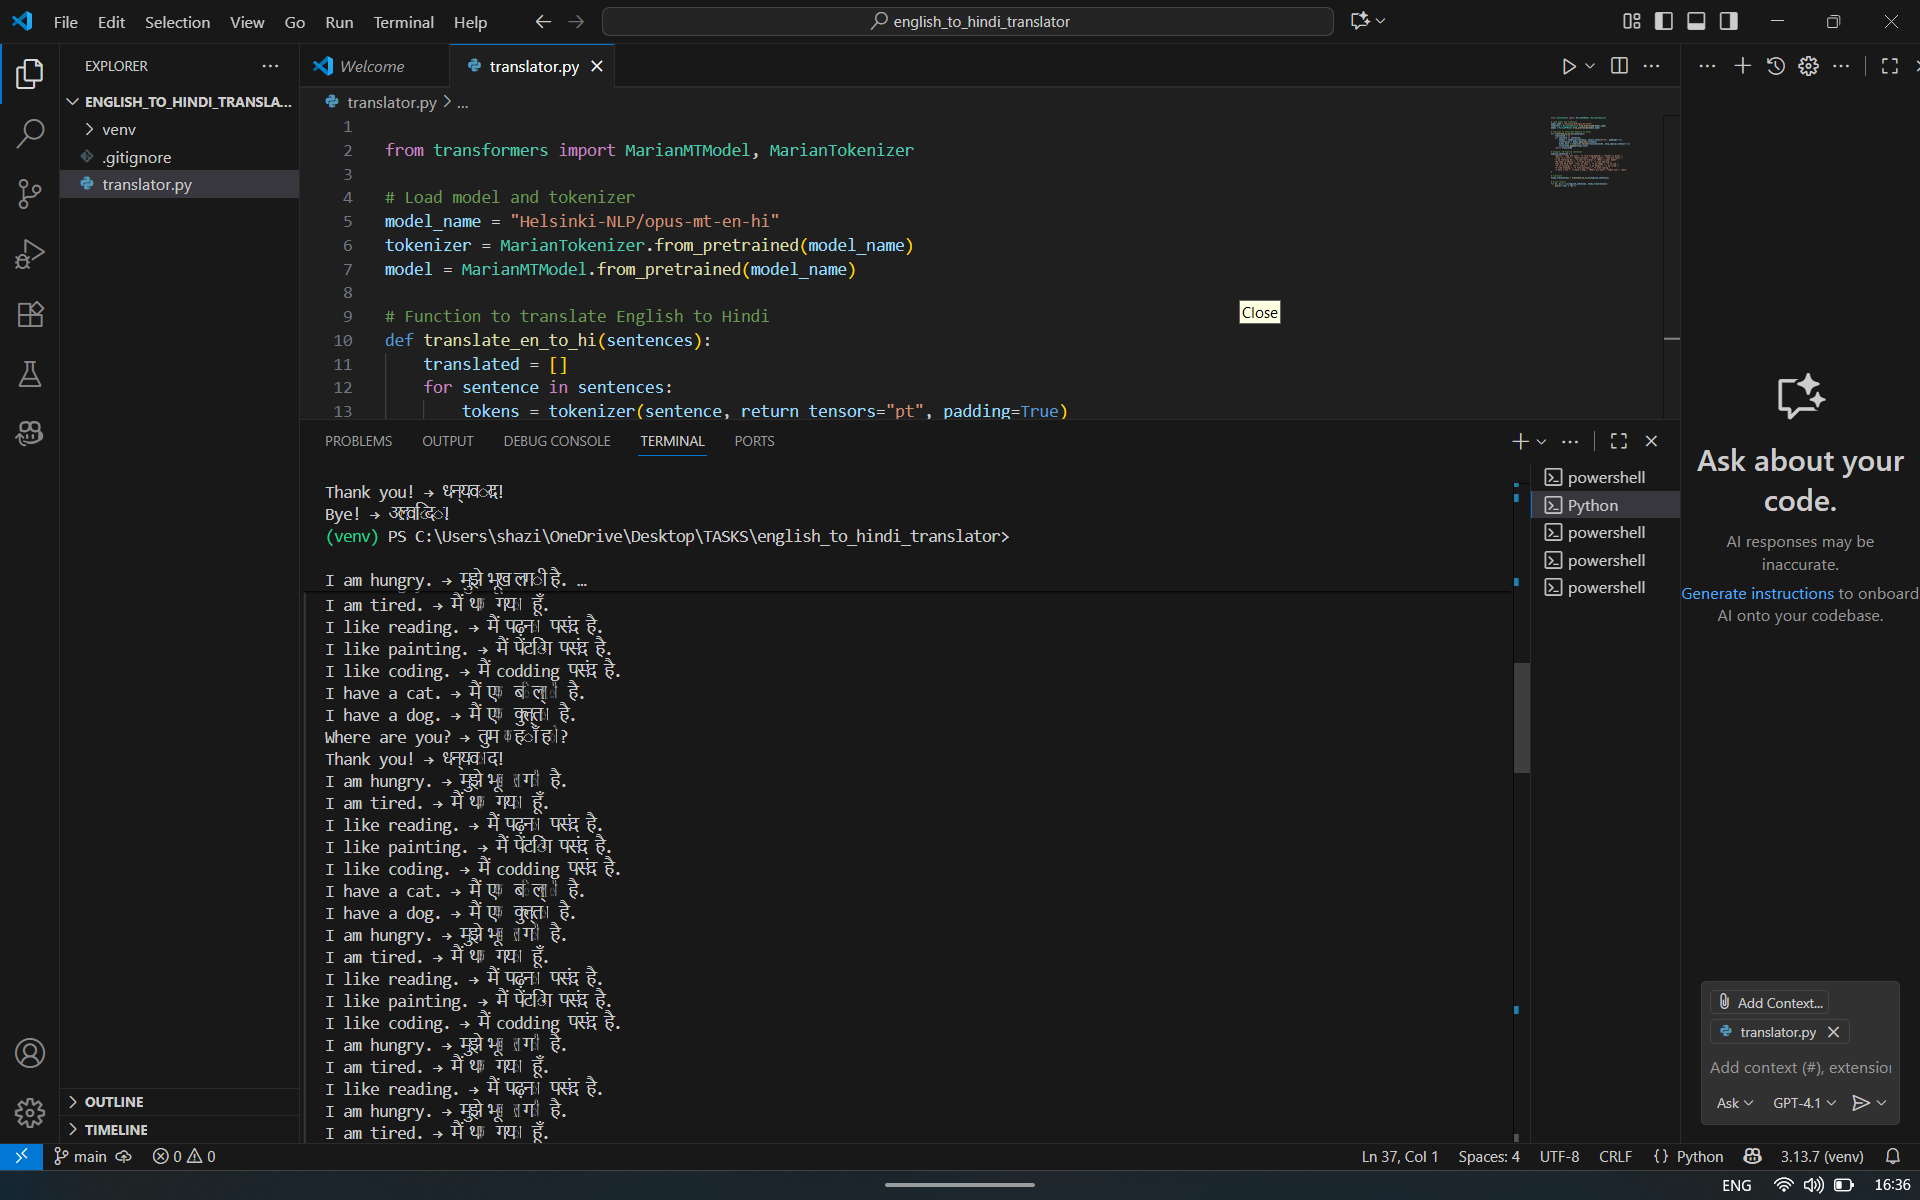 File Edit Selection View Go Run Terminal Help
english_to_hindi_translator
EXPLORER
ENGLISH_TO_HINDI_TRANSLA...
venv
.gitignore
translator.py
OUTLINE
TIMELINE
Welcome
translator.py
translator.py > ...
1
2 from transformers import MarianMTModel, MarianTokenizer
3
4 # Load model and tokenizer
5 model_name = "Helsinki-NLP/opus-mt-en-hi"
6 tokenizer = MarianTokenizer.from_pretrained(model_name)
7 model = MarianMTModel.from_pretrained(model_name)
8
9 # Function to translate English to Hindi
10 def translate_en_to_hi(sentences):
11 translated = []
12 for sentence in sentences:
13 tokens = tokenizer(sentence, return_tensors="pt", padding=True)
Close
PROBLEMS OUTPUT DEBUG CONSOLE TERMINAL PORTS
Thank you! → धन्यवाद!
Bye! → अलविदा!
(venv) PS C:\Users\shazi\OneDrive\Desktop\TASKS\english_to_hindi_translator>
I am hungry. → मुझे भूख लगी है. …
I am tired. → मैं थक गया हूँ.
I like reading. → मैं पढ़ना पसंद है.
I like painting. → मैं पेंटिंग पसंद है.
I like coding. → मैं codding पसंद है.
I have a cat. → मैं एक बिल्ली है.
I have a dog. → मैं एक कुत्ता है.
Where are you? → तुम कहाँ हो?
Thank you! → धन्यवाद!
I am hungry. → मुझे भूख लगी है.
I am tired. → मैं थक गया हूँ.
I like reading. → मैं पढ़ना पसंद है.
I like painting. → मैं पेंटिंग पसंद है.
I like coding. → मैं codding पसंद है.
I have a cat. → मैं एक बिल्ली है.
I have a dog. → मैं एक कुत्ता है.
I am hungry. → मुझे भूख लगी है.
I am tired. → मैं थक गया हूँ.
I like reading. → मैं पढ़ना पसंद है.
I like painting. → मैं पेंटिंग पसंद है.
I like coding. → मैं codding पसंद है.
I am hungry. → मुझे भूख लगी है.
I am tired. → मैं थक गया हूँ.
I like reading. → मैं पढ़ना पसंद है.
I am hungry. → मुझे भूख लगी है.
I am tired. → मैं थक गया हूँ.
powershell
Python
powershell
powershell
powershell
Ask about your
code.
AI responses may be
inaccurate.
Generate instructions to onboard
AI onto your codebase.
Add Context...
translator.py
Add context (#), extensior
Ask GPT-4.1
main 0 0
Ln 37, Col 1 Spaces: 4 UTF-8 CRLF {} Python 3.13.7 (venv)
ENG 16:36